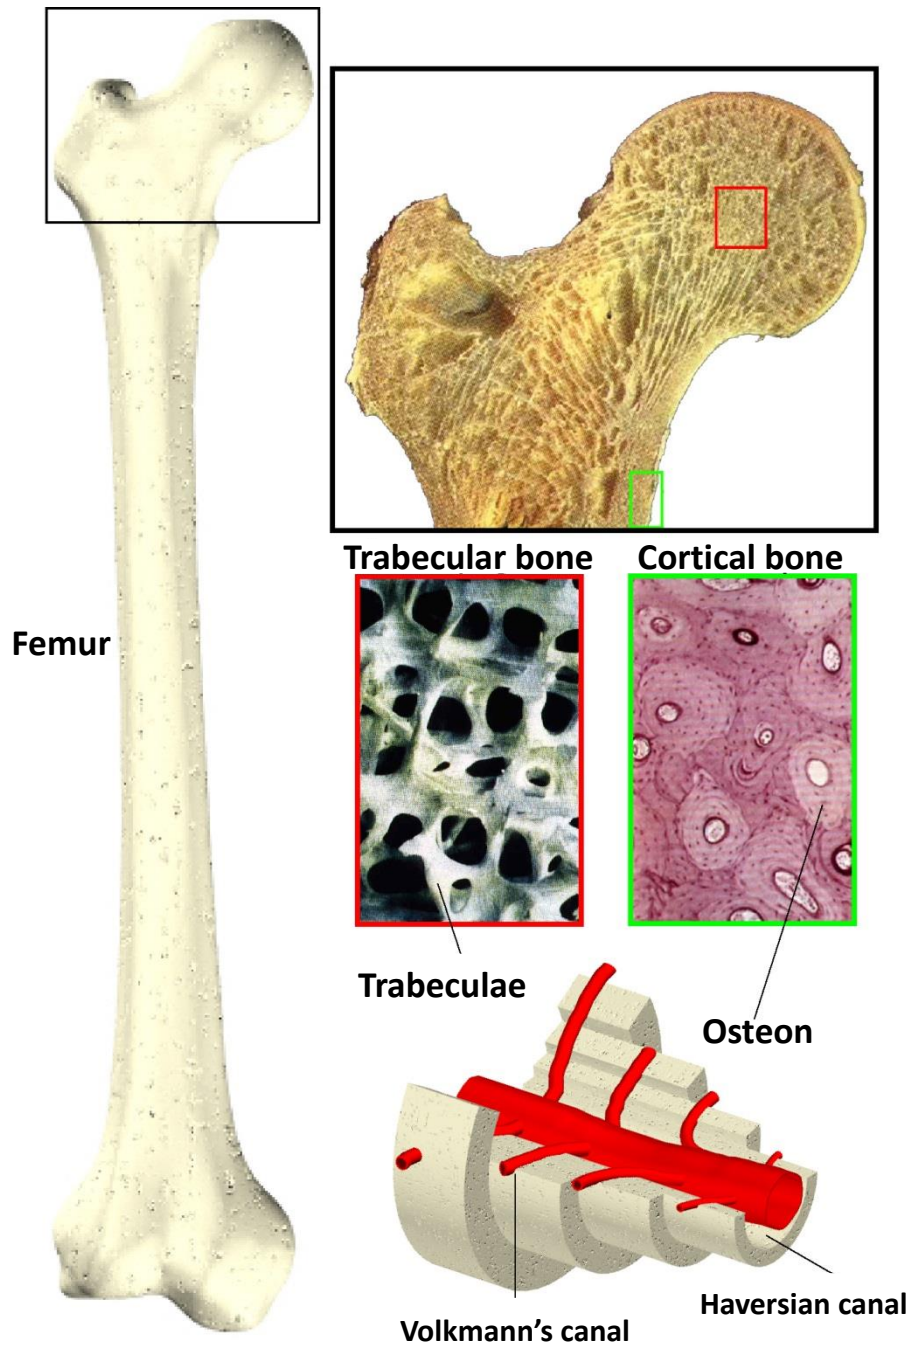 Trabecular bone
Cortical bone
Femur
Trabeculae
Osteon
Haversian canal
Volkmann’s canal